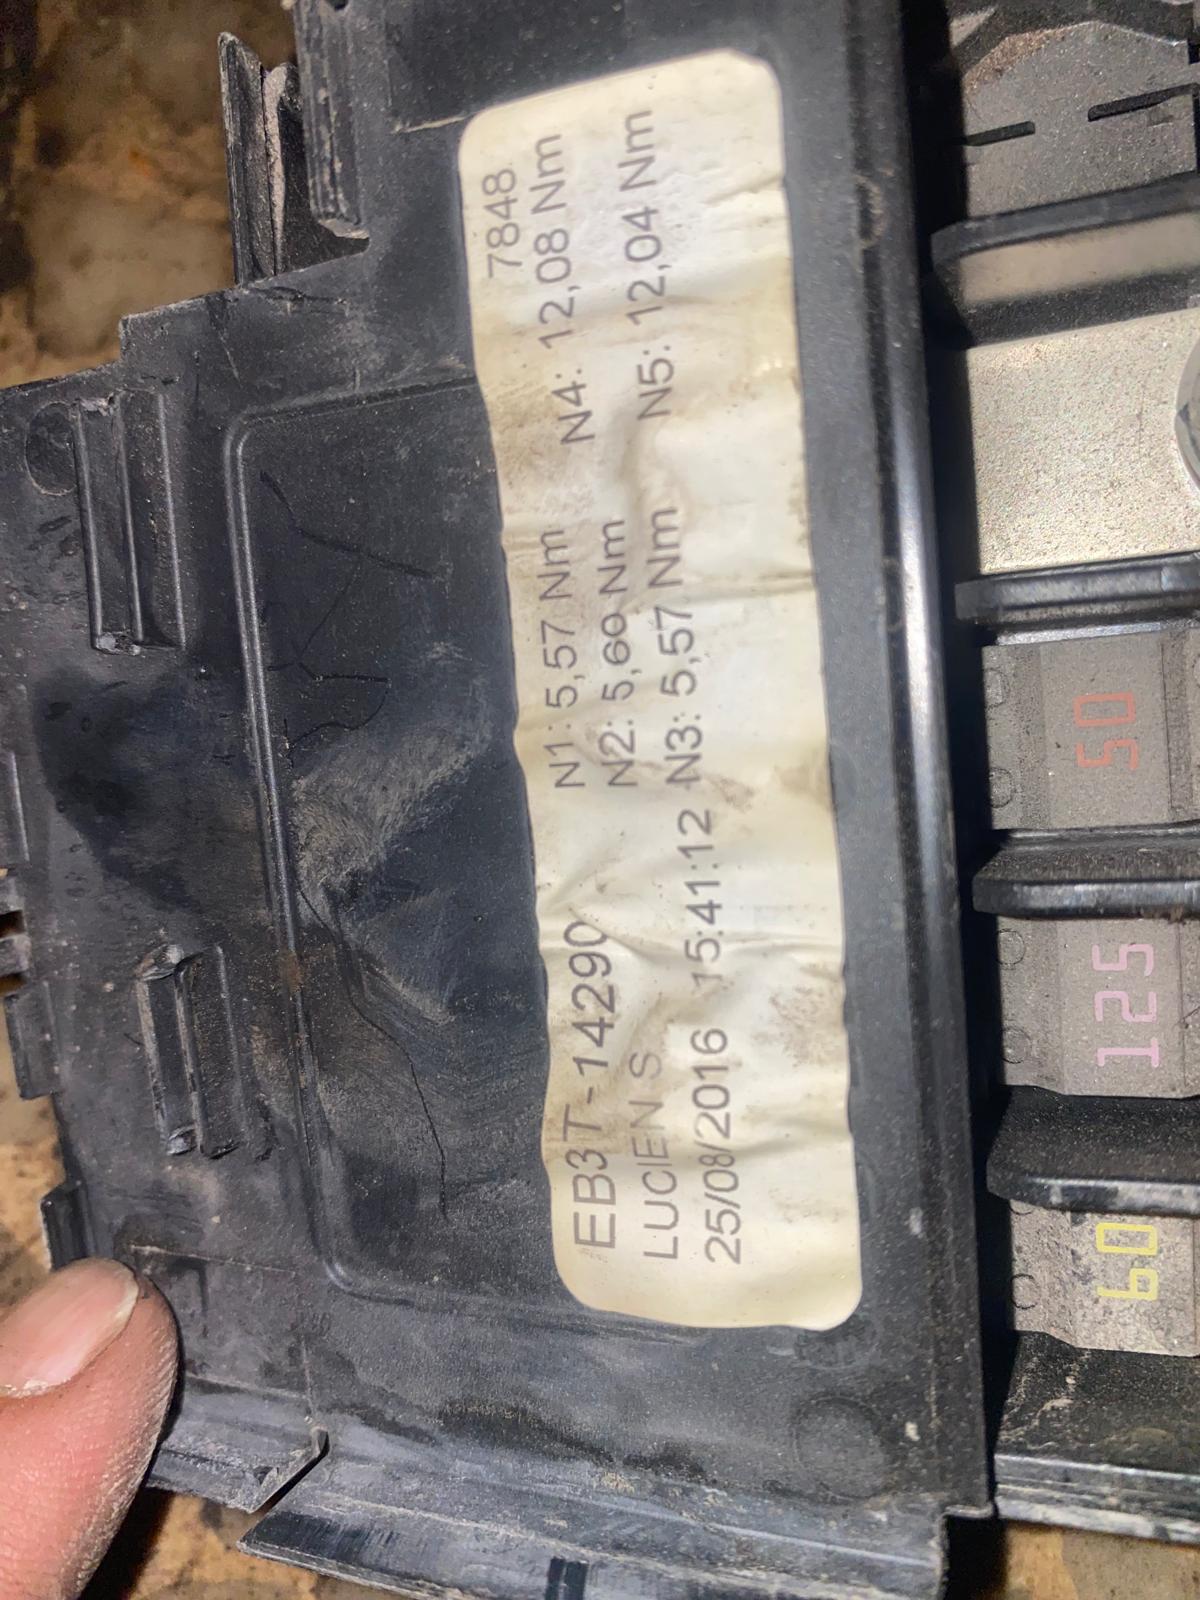 7848
EB3T-14290 N1: 5,57 Nm N4: 12,08 Nm
LUCIEN S N2: 5,60 Nm
25/08/2016 15:41:12 N3: 5,57 Nm N5: 12,04 Nm
50
125
60